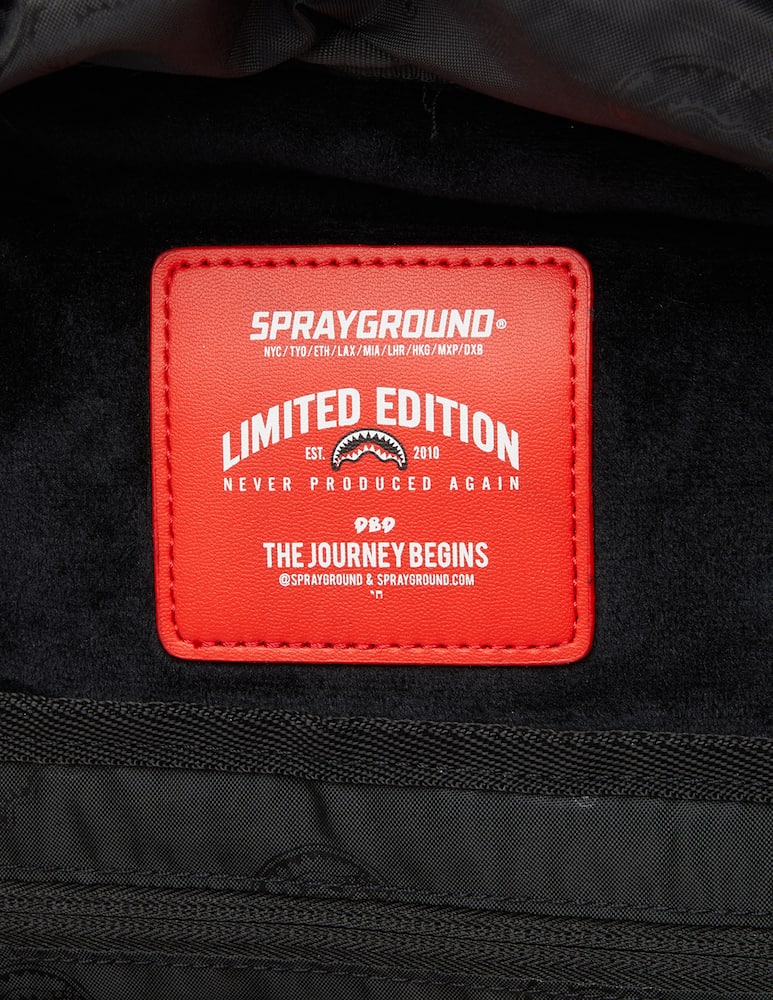 SPRAYGROUND®
NYC/TYO/ETH/LAX/MIA/LHR/HKG/MXP/DXB
LIMITED EDITION
EST. 2010
NEVER PRODUCED AGAIN
DBD
THE JOURNEY BEGINS
@SPRAYGROUND & SPRAYGROUND.COM
"ח